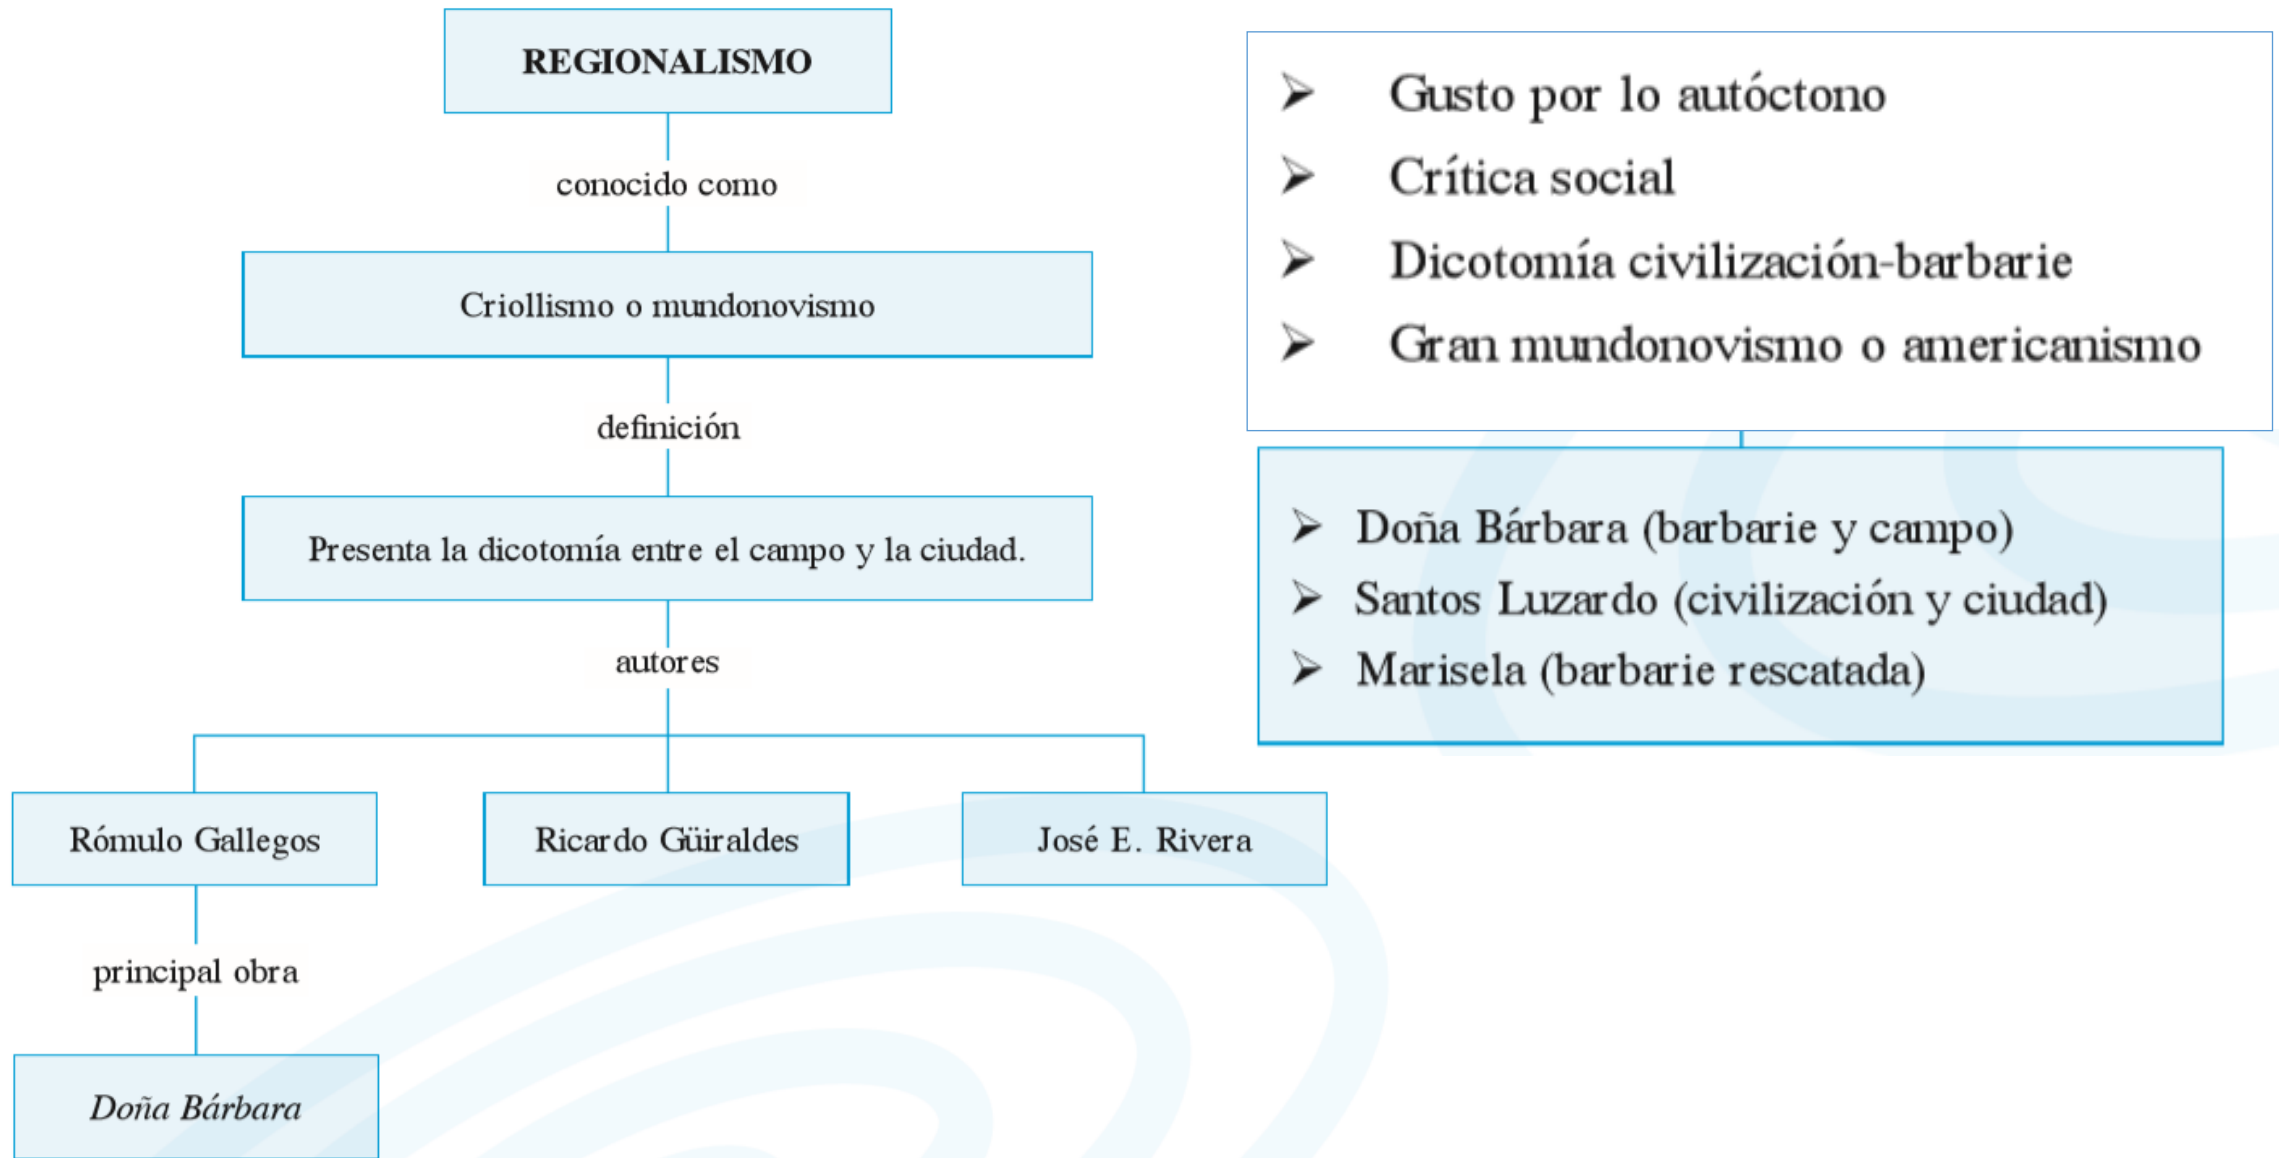 REGIONALISMO
conocido como
Criollismo o mundonovismo
definición
Presenta la dicotomía entre el campo y la ciudad.
autores
Rómulo Gallegos
Ricardo Güiraldes
José E. Rivera
principal obra
Doña Bárbara
➢ Gusto por lo autóctono
➢ Crítica social
➢ Dicotomía civilización-barbarie
➢ Gran mundonovismo o americanismo
➢ Doña Bárbara (barbarie y campo)
➢ Santos Luzardo (civilización y ciudad)
➢ Marisela (barbarie rescatada)